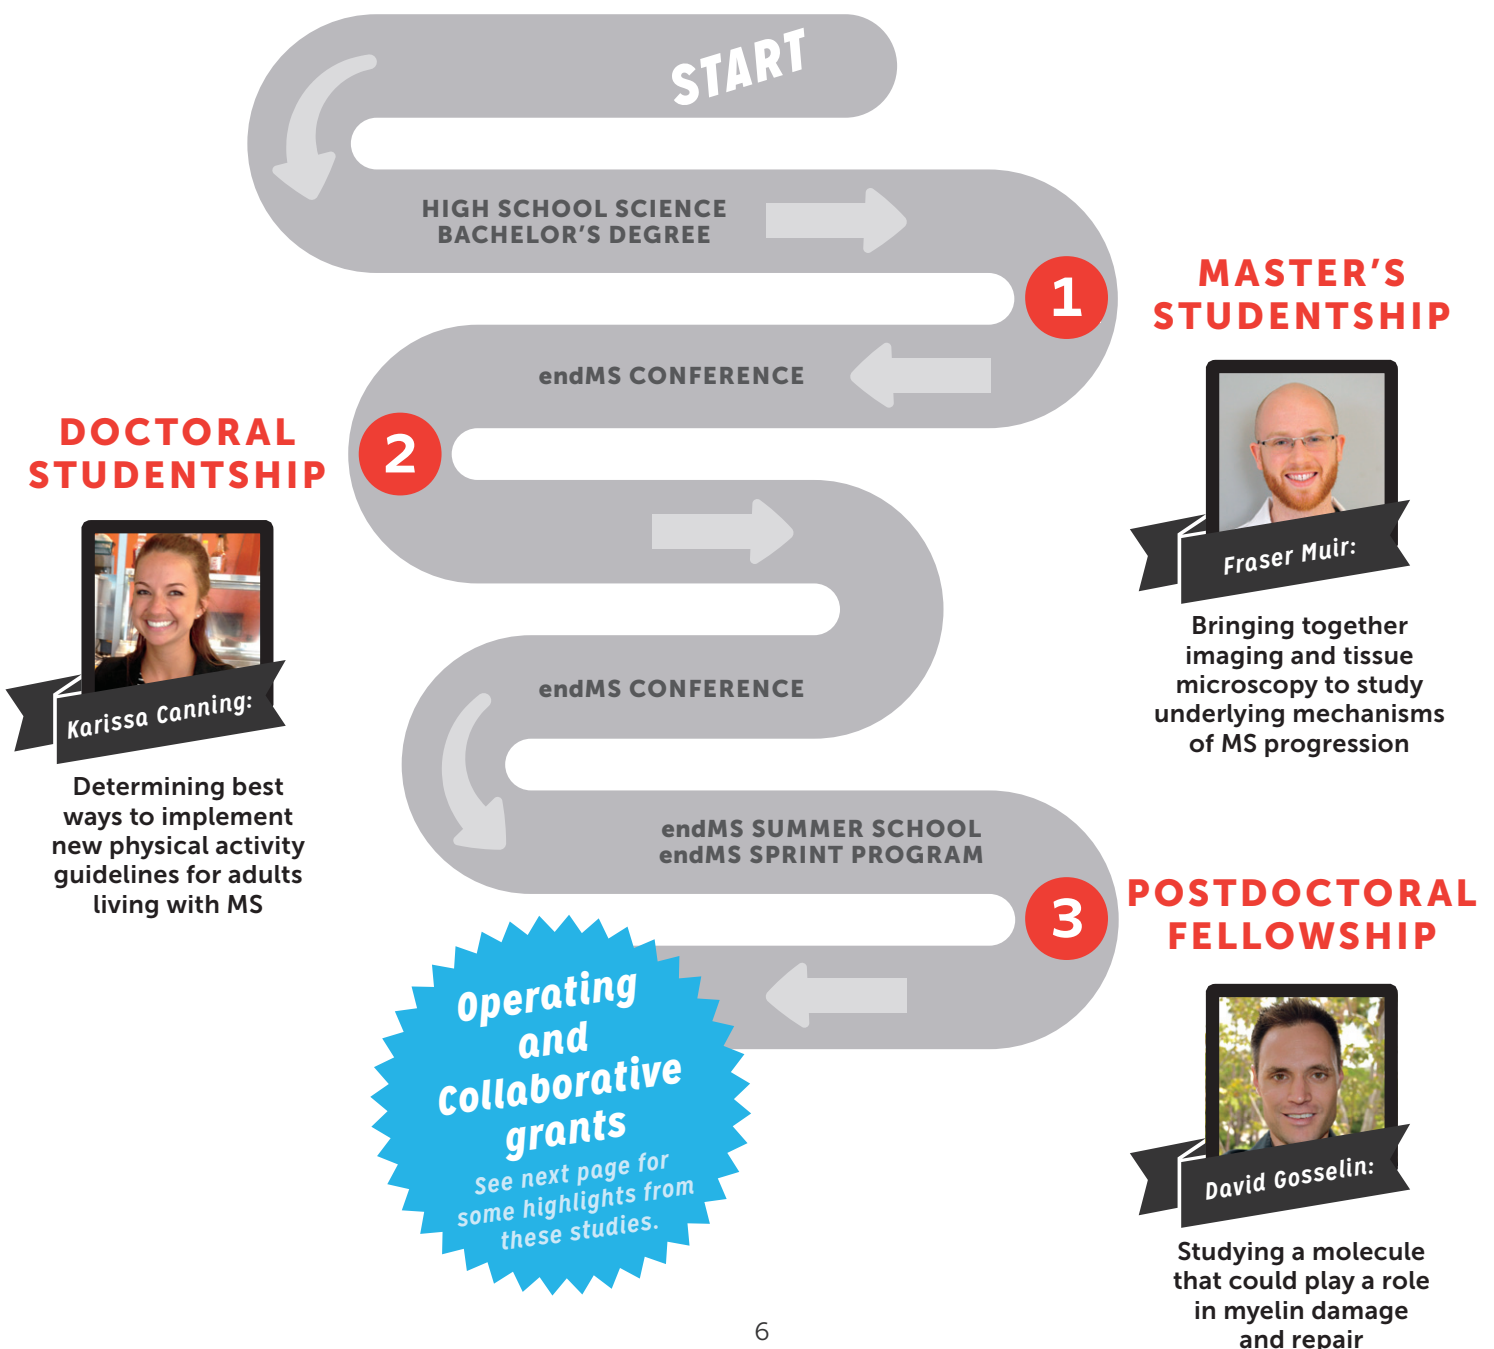 START
HIGH SCHOOL SCIENCE
BACHELOR'S DEGREE
1
MASTER'S
STUDENTSHIP
Fraser Muir:
Bringing together
imaging and tissue
microscopy to study
underlying mechanisms
of MS progression
endMS CONFERENCE
2
DOCTORAL
STUDENTSHIP
Karissa Canning:
Determining best
ways to implement
new physical activity
guidelines for adults
living with MS
endMS CONFERENCE
endMS SUMMER SCHOOL
endMS SPRINT PROGRAM
3
POSTDOCTORAL
FELLOWSHIP
David Gosselin:
Studying a molecule
that could play a role
in myelin damage
and repair
Operating
and
Collaborative
grants
See next page for
some highlights from
these studies.
6